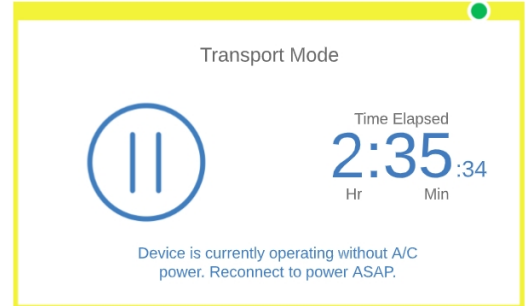 Transport Mode
Time Elapsed
2:35:34
Hr Min
Device is currently operating without A/C
power. Reconnect to power ASAP.